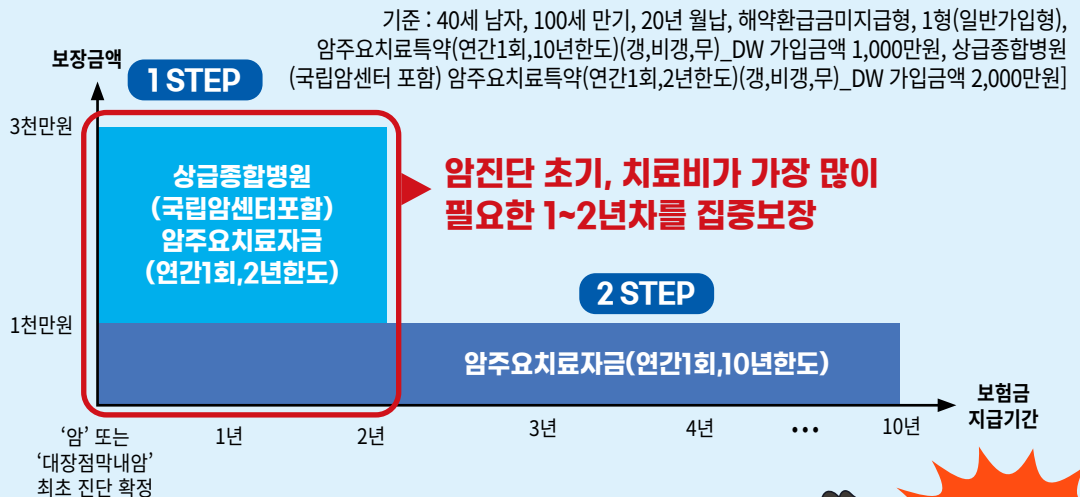 기준 : 40세 남자, 100세 만기, 20년 월납, 해약환급금미지급형, 1형(일반가입형),
암주요치료특약(연간1회,10년한도)(갱,비갱,무)_DW 가입금액 1,000만원, 상급종합병원
(국립암센터 포함) 암주요치료특약(연간1회,2년한도)(갱,비갱,무)_DW 가입금액 2,000만원]
보장금액
1 STEP
3천만원
상급종합병원
(국립암센터포함)
암주요치료자금
(연간1회,2년한도)
암진단 초기, 치료비가 가장 많이
필요한 1~2년차를 집중보장
2 STEP
1천만원
암주요치료자금(연간1회,10년한도)
보험금
지급기간
‘암’ 또는
‘대장점막내암’
최초 진단 확정
1년
2년
3년
4년
•••
10년